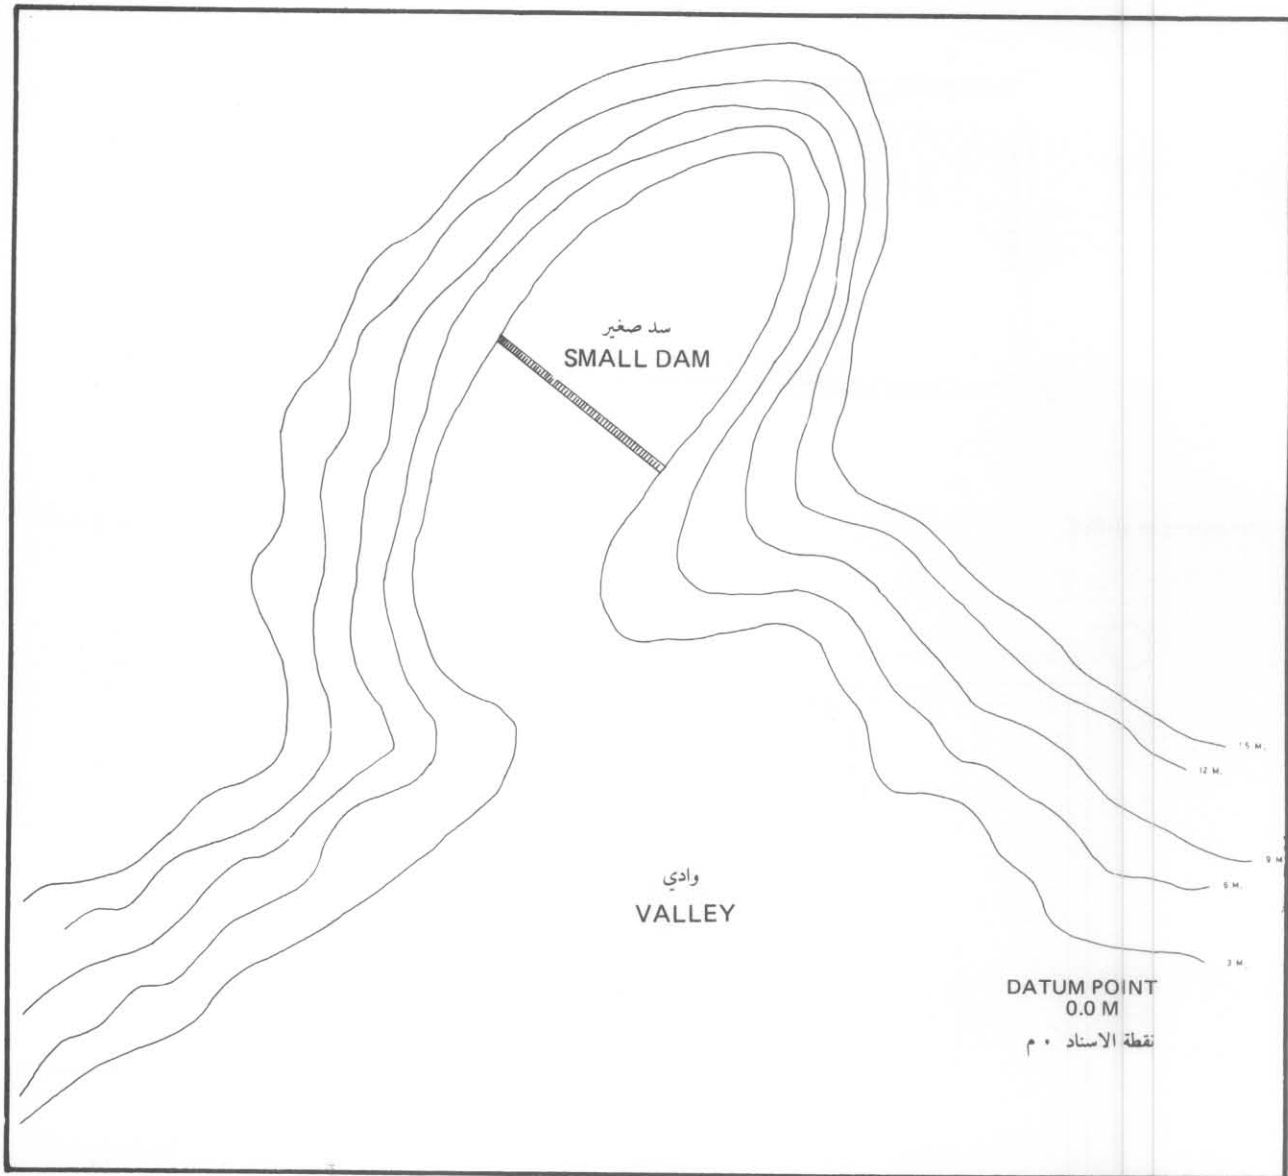 سد صغير
SMALL DAM
15 M.
12 M.
9 M
6 M.
3 M.
وادي
VALLEY
DATUM POINT
0.0 M
نقطة الاسناد ٠ م